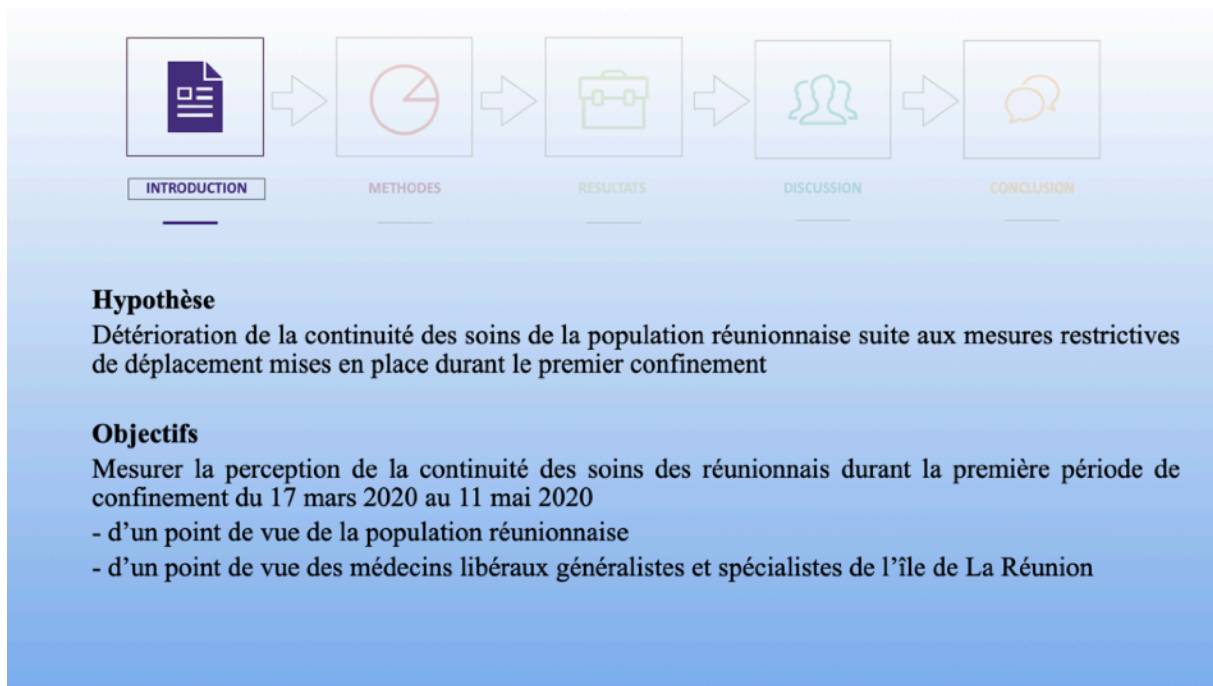 INTRODUCTION
METHODES
RESULTATS
DISCUSSION
CONCLUSION
Hypothèse
Détérioration de la continuité des soins de la population réunionnaise suite aux mesures restrictives
de déplacement mises en place durant le premier confinement
Objectifs
Mesurer la perception de la continuité des soins des réunionnais durant la première période de
confinement du 17 mars 2020 au 11 mai 2020
- d’un point de vue de la population réunionnaise
- d’un point de vue des médecins libéraux généralistes et spécialistes de l’île de La Réunion